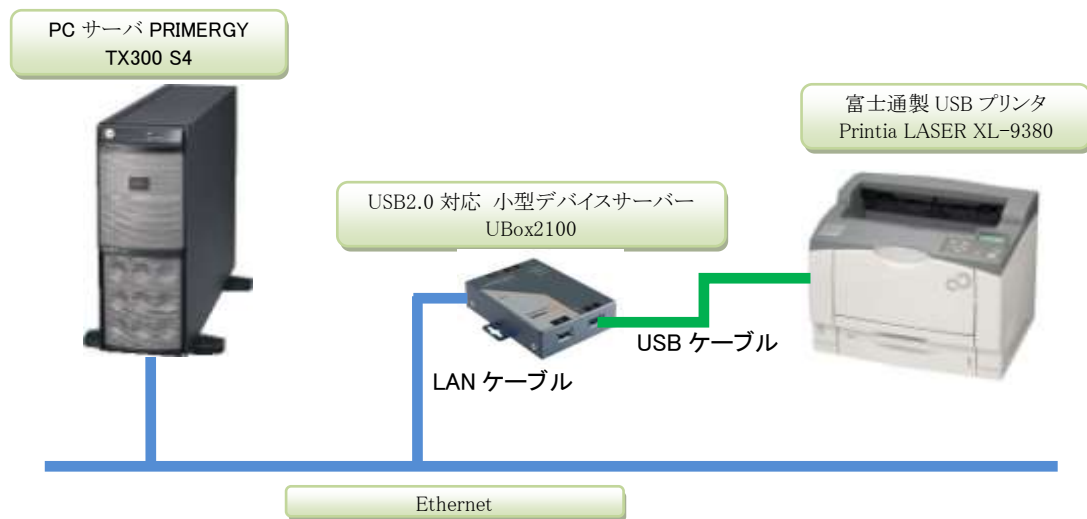 PC サーバ PRIMERGY
TX300 S4
富士通製 USB プリンタ
Printia LASER XL-9380
USB2.0 対応 小型デバイスサーバー
UBox2100
USB ケーブル
LAN ケーブル
Ethernet